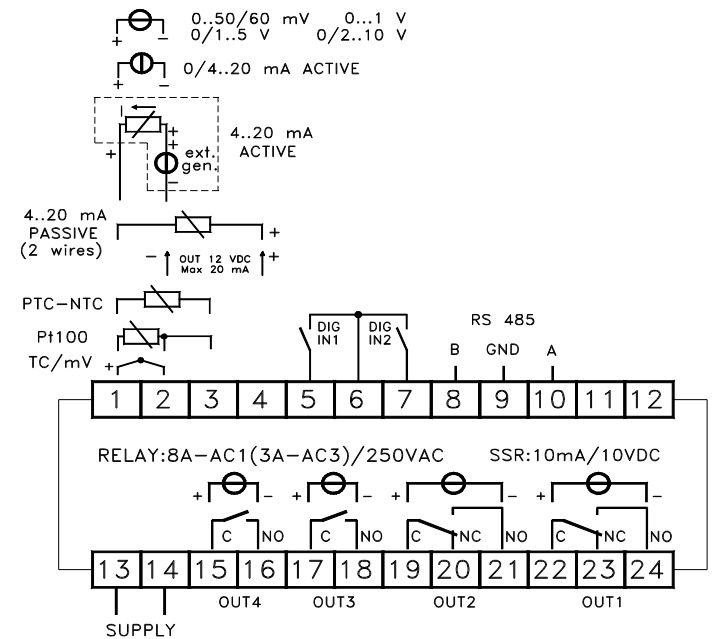 0..50/60 mV 0...1 V
+ − 0/1..5 V 0/2..10 V
0/4..20 mA ACTIVE
+ −
4..20 mA
ACTIVE
+
+
+
ext.
gen.
−
4..20 mA
PASSIVE
(2 wires)
+
− OUT 12 VDC +
Max 20 mA
PTC−NTC
Pt100
TC/mV +
DIG
IN1
DIG
IN2
RS 485
B GND A
1 2 3 4 5 6 7 8 9 10 11 12
RELAY:8A−AC1(3A−AC3)/250VAC SSR:10mA/10VDC
+ − + − + − + −
C NO C NO C NC NO C NC NO
13 14 15 16 17 18 19 20 21 22 23 24
OUT4 OUT3 OUT2 OUT1
SUPPLY